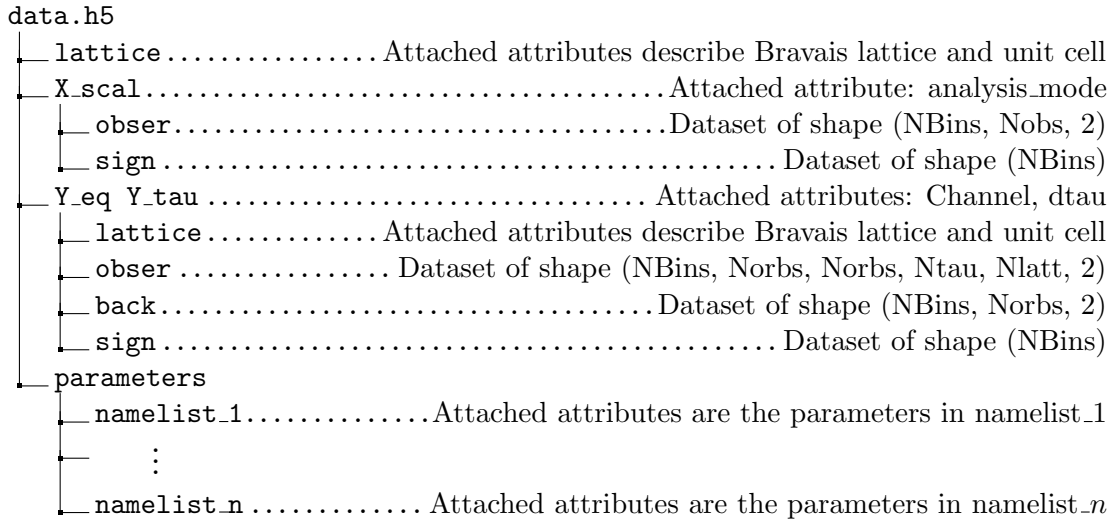 data.h5
lattice................Attached attributes describe Bravais lattice and unit cell
X_scal.......................................Attached attribute: analysis_mode
obser.....................................Dataset of shape (NBins, Nobs, 2)
sign..............................................Dataset of shape (NBins)
Y_eq Y_tau.................................Attached attributes: Channel, dtau
lattice.............Attached attributes describe Bravais lattice and unit cell
obser................Dataset of shape (NBins, Norbs, Norbs, Ntau, Nlatt, 2)
back.....................................Dataset of shape (NBins, Norbs, 2)
sign..............................................Dataset of shape (NBins)
parameters
namelist_1..............Attached attributes are the parameters in namelist_1
⋮
namelist_n.............Attached attributes are the parameters in namelist_n